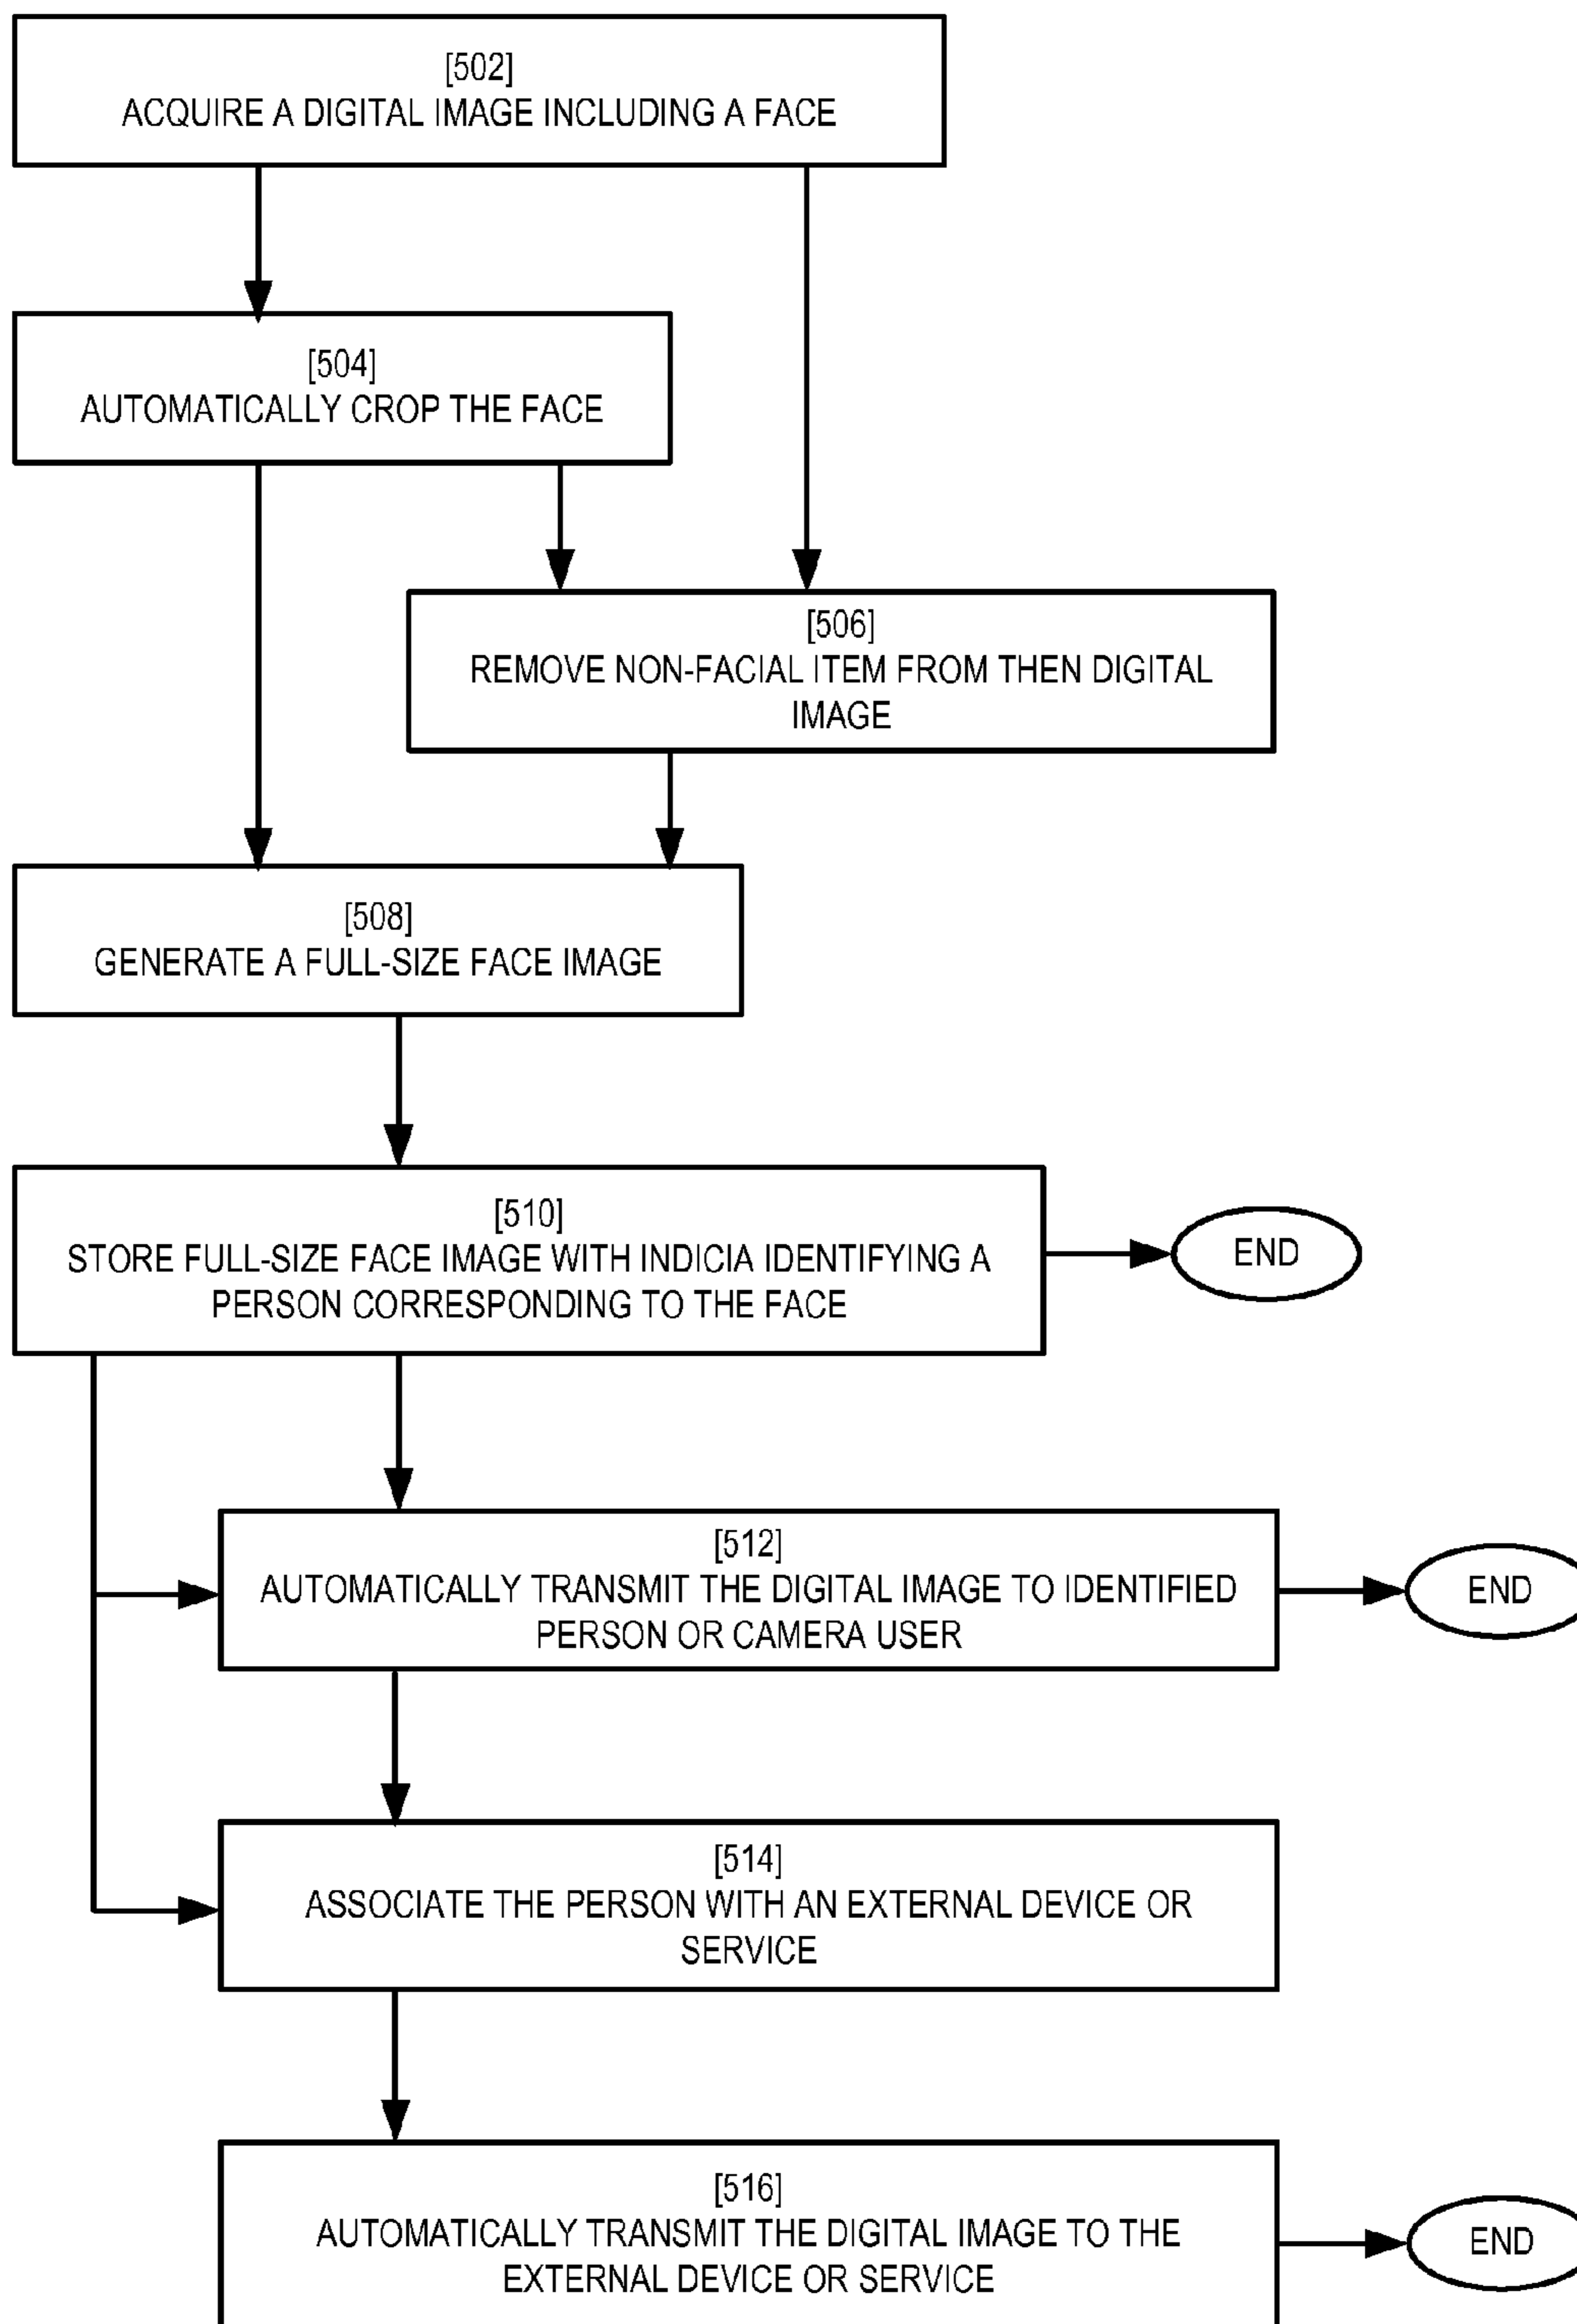 [502]
ACQUIRE A DIGITAL IMAGE INCLUDING A FACE
[504]
AUTOMATICALLY CROP THE FACE
[506]
REMOVE NON-FACIAL ITEM FROM THEN DIGITAL
IMAGE
[508]
GENERATE A FULL-SIZE FACE IMAGE
[510]
STORE FULL-SIZE FACE IMAGE WITH INDICIA IDENTIFYING A
PERSON CORRESPONDING TO THE FACE
END
[512]
AUTOMATICALLY TRANSMIT THE DIGITAL IMAGE TO IDENTIFIED
PERSON OR CAMERA USER
END
[514]
ASSOCIATE THE PERSON WITH AN EXTERNAL DEVICE OR
SERVICE
[516]
AUTOMATICALLY TRANSMIT THE DIGITAL IMAGE TO THE
EXTERNAL DEVICE OR SERVICE
END